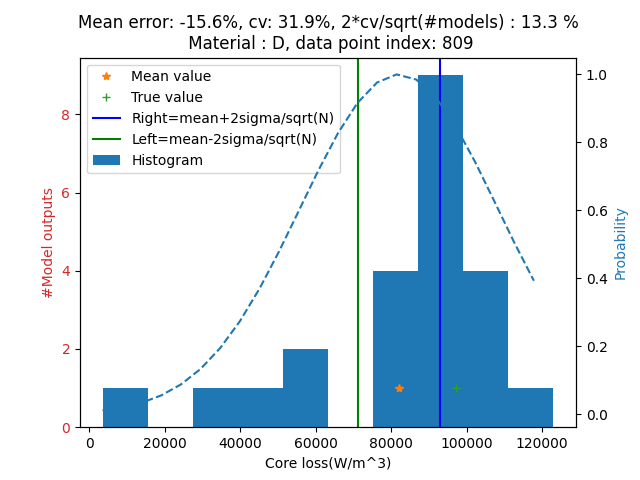 Mean error: -15.6%, cv: 31.9%, 2*cv/sqrt(#models) : 13.3 %
Material : D, data point index: 809
Mean value
True value
Right=mean+2sigma/sqrt(N)
Left=mean-2sigma/sqrt(N)
Histogram
#Model outputs
8
6
4
2
0
1.0
0.8
0.6
0.4
0.2
0.0
Probability
0 20000 40000 60000 80000 100000 120000
Core loss(W/m^3)